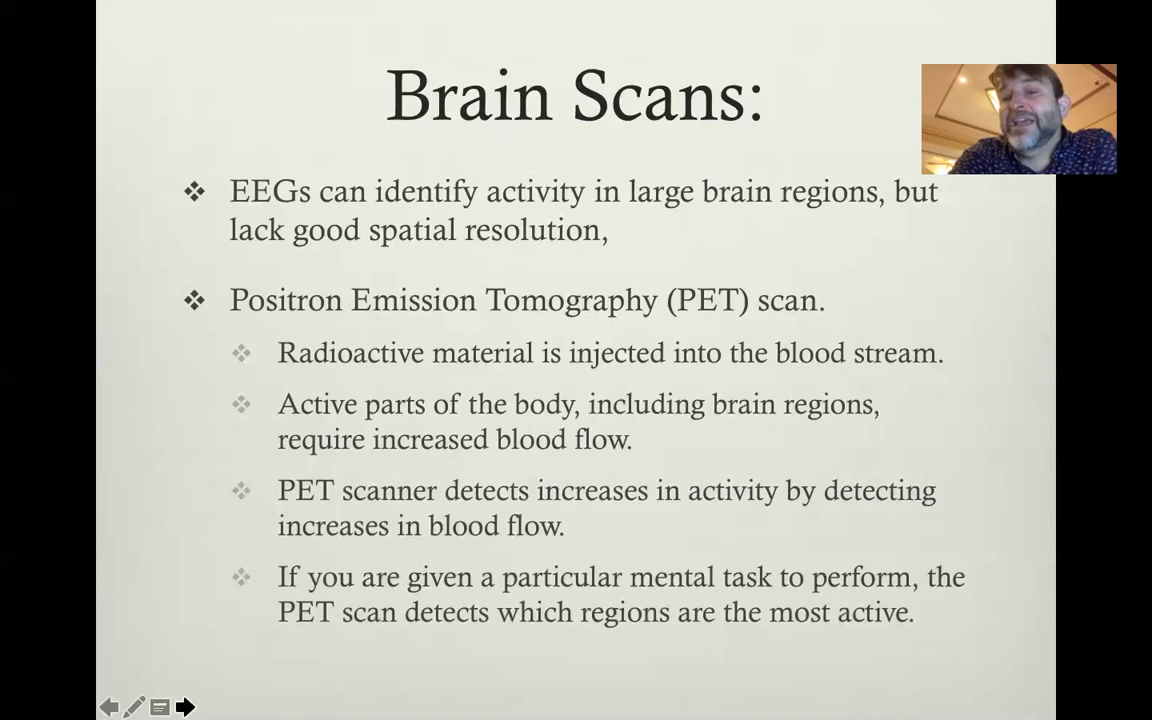 Brain Scans:
EEGs can identify activity in large brain regions, but
lack good spatial resolution,
Positron Emission Tomography (PET) scan.
Radioactive material is injected into the blood stream.
Active parts of the body, including brain regions,
require increased blood flow.
PET scanner detects increases in activity by detecting
increases in blood flow.
If you are given a particular mental task to perform, the
PET scan detects which regions are the most active.